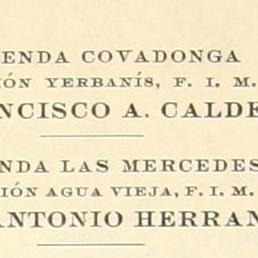 ENDA COVADONGA
IÓN YERBANÍS, F. I. M.
NCISCO A. CALDE
NDA LAS MERCEDES
IÓN AGUA VIEJA, F. I. M.
ANTONIO HERRAN